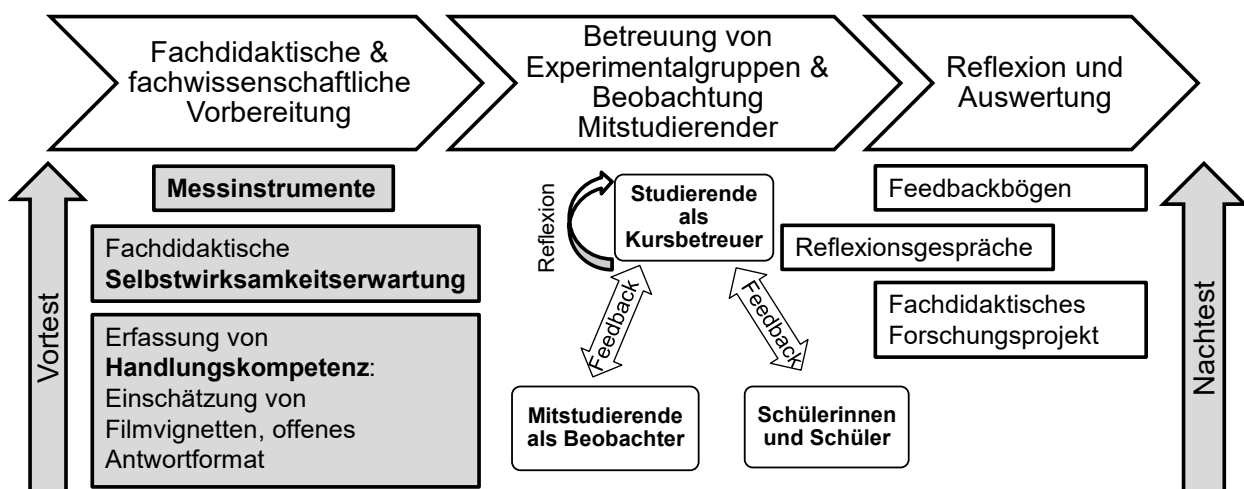 Fachdidaktische &
fachwissenschaftliche
Vorbereitung
Betreuung von
Experimentalgruppen &
Beobachtung
Mitstudierender
Reflexion und
Auswertung
Vortest
Messinstrumente
Fachdidaktische
Selbstwirksamkeitserwartung
Erfassung von
Handlungskompetenz:
Einschätzung von
Filmvignetten, offenes
Antwortformat
Reflexion
Studierende
als
Kursbetreuer
Feedback
Feedback
Mitstudierende
als Beobachter
Schülerinnen
und Schüler
Feedbackbögen
Reflexionsgespräche
Fachdidaktisches
Forschungsprojekt
Nachtest